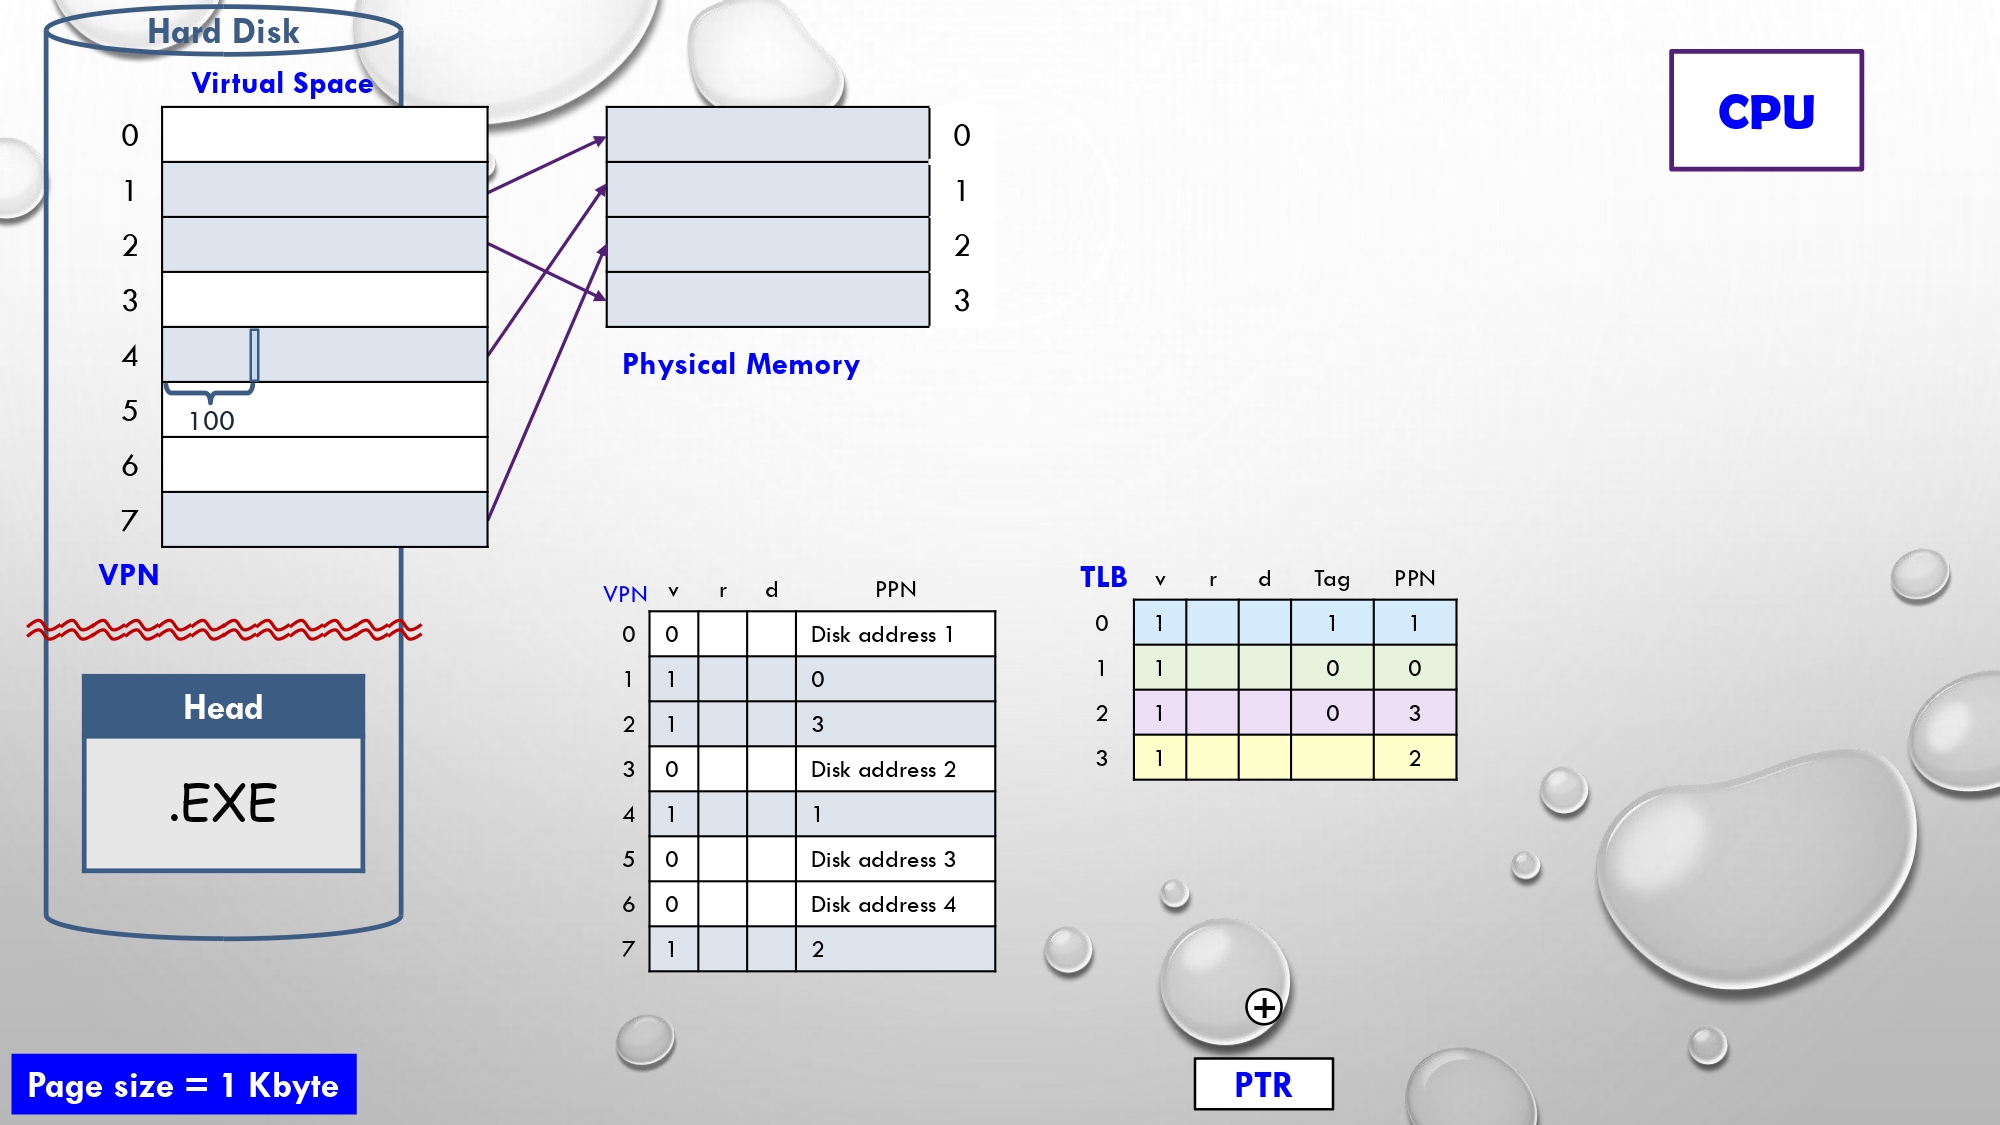 Hard Disk
Virtual Space
0
1
2
3
4
100
5
6
7
VPN
0
1
2
3
Physical Memory
CPU
Head
.EXE
VPN v r d PPN
0 0 Disk address 1
1 1 0
2 1 3
3 0 Disk address 2
4 1 1
5 0 Disk address 3
6 0 Disk address 4
7 1 2
TLB v r d Tag PPN
0 1 1 1
1 1 0 0
2 1 0 3
3 1 2
+
PTR
Page size = 1 Kbyte